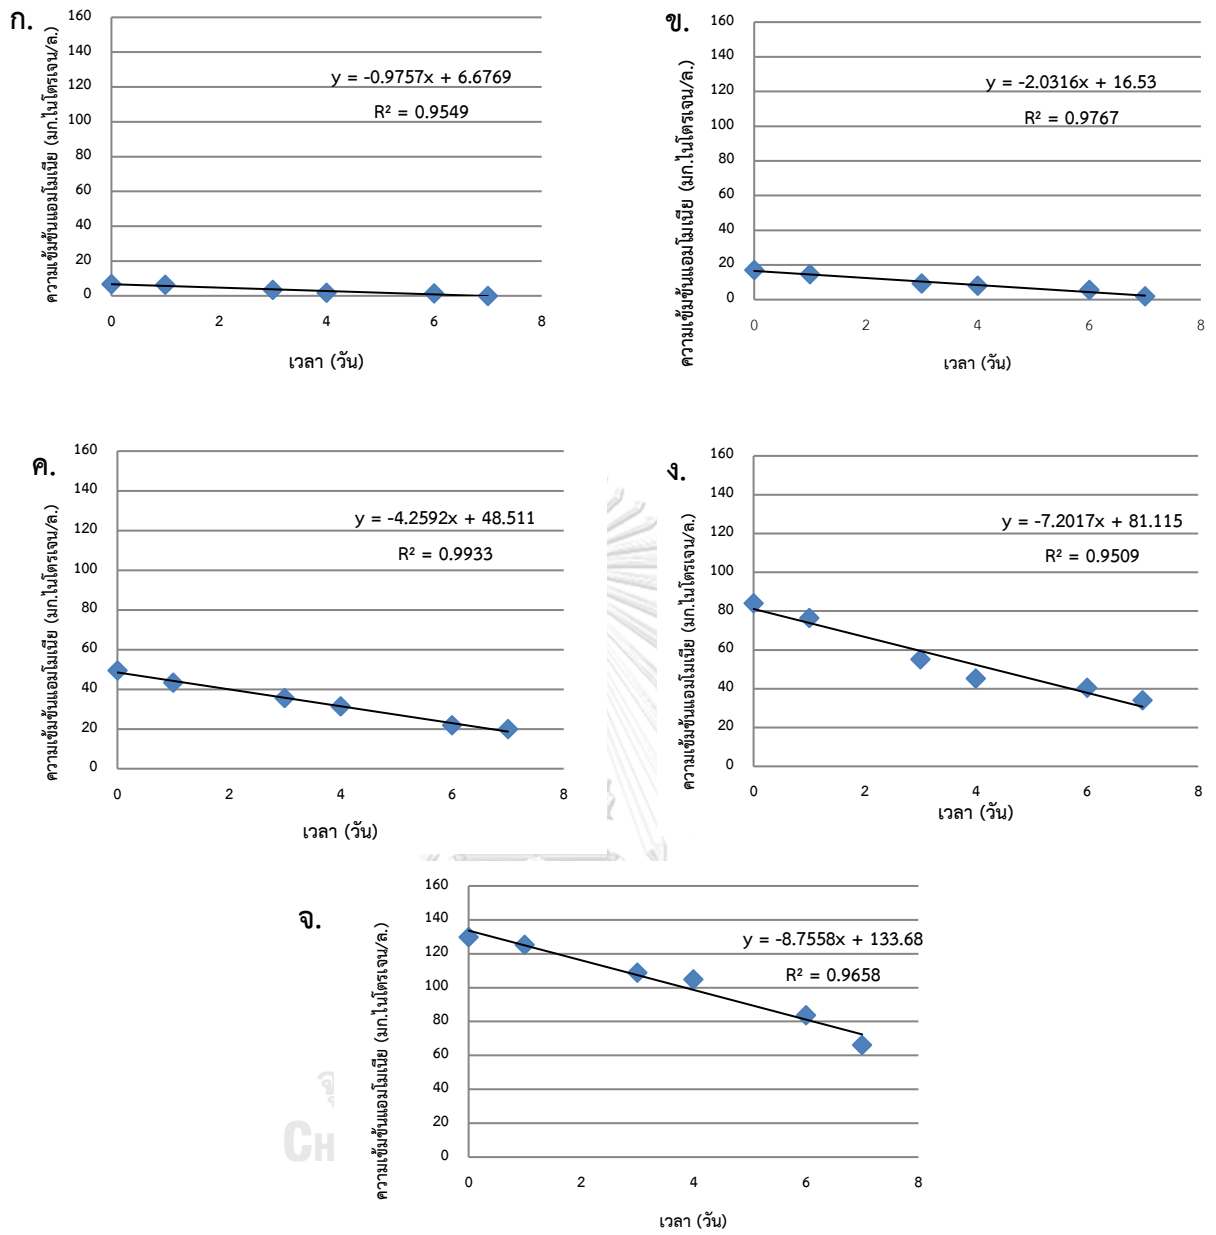 ก.
ความเข้มข้นแอมโมเนีย (มก.ไนโตรเจน/ล.)
160
140
120
100
80
60
40
20
0
y = -0.9757x + 6.6769
R² = 0.9549
0 2 4 6 8
เวลา (วัน)
ข.
ความเข้มข้นแอมโมเนีย (มก.ไนโตรเจน/ล.)
160
140
120
100
80
60
40
20
0
y = -2.0316x + 16.53
R² = 0.9767
0 2 4 6 8
เวลา (วัน)
ค.
ความเข้มข้นแอมโมเนีย (มก.ไนโตรเจน/ล.)
160
140
120
100
80
60
40
20
0
y = -4.2592x + 48.511
R² = 0.9933
0 2 4 6 8
เวลา (วัน)
ง.
ความเข้มข้นแอมโมเนีย (มก.ไนโตรเจน/ล.)
160
140
120
100
80
60
40
20
0
y = -7.2017x + 81.115
R² = 0.9509
0 2 4 6 8
เวลา (วัน)
จ.
ความเข้มข้นแอมโมเนีย (มก.ไนโตรเจน/ล.)
160
140
120
100
80
60
40
20
0
y = -8.7558x + 133.68
R² = 0.9658
0 2 4 6 8
เวลา (วัน)
CH